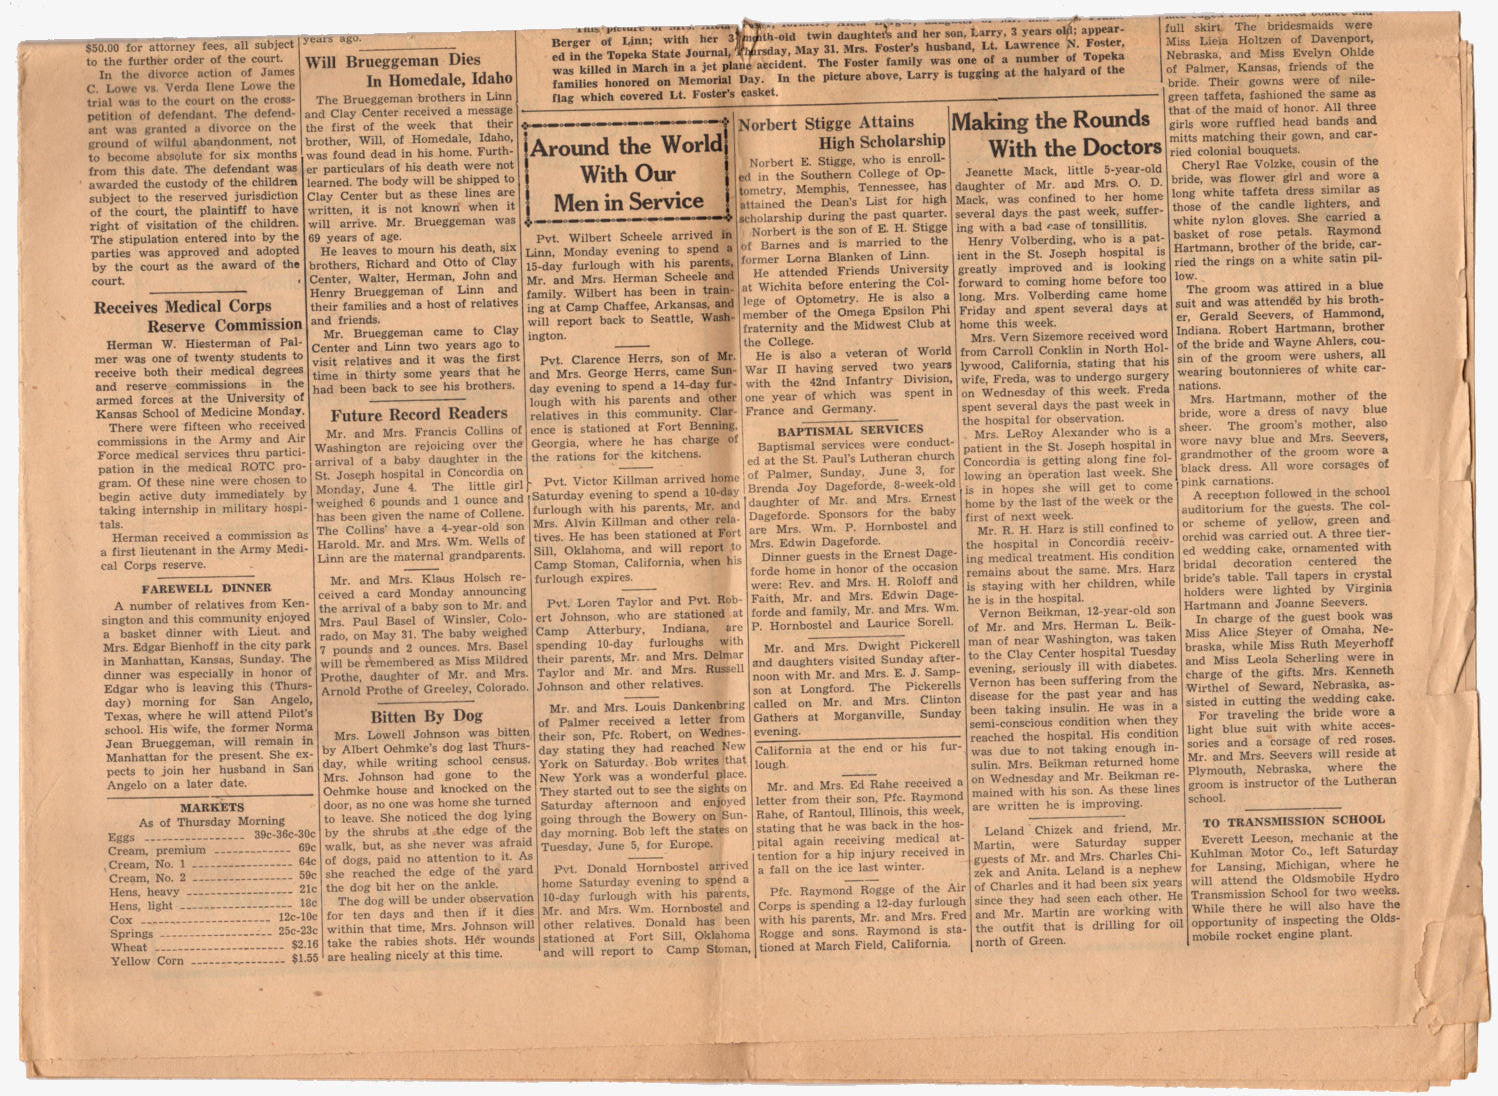 $50.00 for attorney fees, all subject
to the further order of the court.
In the divorce action of James
C. Lowe vs. Verda Ilene Lowe the
trial was to the court on the cross-
petition of defendant. The defend-
ant was granted a divorce on the
ground of wilful abandonment, not
to become absolute for six months
from this date. The defendant was
awarded the custody of the children
subject to the reserved jurisdiction
of the court, the plaintiff to have
right of visitation of the children.
The stipulation entered into by the
parties was approved and adopted
by the court as the award of the
court.
Receives Medical Corps
Reserve Commission
Herman W. Hiesterman of Pal-
mer was one of twenty students to
receive both their medical degrees
and reserve commissions in the
armed forces at the University of
Kansas School of Medicine Monday.
There were fifteen who received
commissions in the Army and Air
Force medical services thru partici-
pation in the medical ROTC pro-
gram. Of these nine were chosen to
begin active duty immediately by
taking internship in military hospi-
tals.
Herman received a commission as
a first lieutenant in the Army Medi-
cal Corps reserve.
FAREWELL DINNER
A number of relatives from Ken-
sington and this community enjoyed
a basket dinner with Lieut. and
Mrs. Edgar Bienhoff in the city park
in Manhattan, Kansas, Sunday. The
dinner was especially in honor of
Edgar who is leaving this (Thurs-
day) morning for San Angelo,
Texas, where he will attend Pilot's
school. His wife, the former Norma
Jean Brueggeman, will remain in
Manhattan for the present. She ex-
pects to join her husband in San
Angelo on a later date.
MARKETS
As of Thursday Morning
Eggs 39c-36c-30c
Cream, premium 69c
Cream, No. 1 64c
Cream, No. 2 59c
Hens, heavy 21c
Hens, light 18c
Cox 12c-10c
Springs 25c-23c
Wheat $2.16
Yellow Corn $1.55
years ago.
Will Brueggeman Dies
In Homedale, Idaho
The Brueggeman brothers in Linn
and Clay Center received a message
the first of the week that their
brother, Will, of Homedale, Idaho,
was found dead in his home. Furth-
er particulars of his death were not
learned. The body will be shipped to
Clay Center but as these lines are
written, it is not known when it
will arrive. Mr. Brueggeman was
69 years of age.
He leaves to mourn his death, six
brothers, Richard and Otto of Clay
Center, Walter, Herman, John and
Henry Brueggeman of Linn and
their families and a host of relatives
and friends.
Mr. Brueggeman came to Clay
Center and Linn two years ago to
visit relatives and it was the first
time in thirty some years that he
had been back to see his brothers.
Future Record Readers
Mr. and Mrs. Francis Collins of
Washington are rejoicing over the
arrival of a baby daughter in the
St. Joseph hospital in Concordia on
Monday, June 4. The little girl
weighed 6 pounds and 1 ounce and
has been given the name of Collene.
The Collins' have a 4-year-old son
Harold. Mr. and Mrs. Wm. Wells of
Linn are the maternal grandparents.
Mr. and Mrs. Klaus Holsch re-
ceived a card Monday announcing
the arrival of a baby son to Mr. and
Mrs. Paul Basel of Winsler, Colo-
rado, on May 31. The baby weighed
7 pounds and 2 ounces. Mrs. Basel
will be remembered as Miss Mildred
Prothe, daughter of Mr. and Mrs.
Arnold Prothe of Greeley, Colorado.
Bitten By Dog
Mrs. Lowell Johnson was bitten
by Albert Oehmke's dog last Thurs-
day, while writing school census.
Mrs. Johnson had gone to the
Oehmke house and knocked on the
door, as no one was home she turned
to leave. She noticed the dog lying
by the shrubs at the edge of the
walk, but, as she never was afraid
of dogs, paid no attention to it. As
she reached the edge of the yard
the dog bit her on the ankle.
The dog will be under observation
for ten days and then if it dies
within that time, Mrs. Johnson will
take the rabies shots. Her wounds
are healing nicely at this time.
Berger of Linn; with her 3-month-old twin daughters and her son, Larry, 3 years old; appear-
ed in the Topeka State Journal, Thursday, May 31. Mrs. Foster's husband, Lt. Lawrence N. Foster,
was killed in March in a jet plane accident. The Foster family was one of a number of Topeka
families honored on Memorial Day. In the picture above, Larry is tugging at the halyard of the
flag which covered Lt. Foster's casket.
Around the World
With Our
Men in Service
Pvt. Wilbert Scheele arrived in
Linn, Monday evening to spend a
15-day furlough with his parents,
Mr. and Mrs. Herman Scheele and
family. Wilbert has been in train-
ing at Camp Chaffee, Arkansas, and
will report back to Seattle, Wash-
ington.
Pvt. Clarence Herrs, son of Mr.
and Mrs. George Herrs, came Sun-
day evening to spend a 14-day fur-
lough with his parents and other
relatives in this community. Clar-
ence is stationed at Fort Benning,
Georgia, where he has charge of
the rations for the kitchens.
Pvt. Victor Killman arrived home
Saturday evening to spend a 10-day
furlough with his parents, Mr. and
Mrs. Alvin Killman and other rela-
tives. He has been stationed at Fort
Sill, Oklahoma, and will report to
Camp Stoman, California, when his
furlough expires.
Pvt. Loren Taylor and Pvt. Rob-
ert Johnson, who are stationed at
Camp Atterbury, Indiana, are
spending 10-day furloughs with
their parents, Mr. and Mrs. Delmar
Taylor and Mr. and Mrs. Russell
Johnson and other relatives.
Mr. and Mrs. Louis Dankenbring
of Palmer received a letter from
their son, Pfc. Robert, on Wednes-
day stating they had reached New
York on Saturday. Bob writes that
New York was a wonderful place.
They started out to see the sights on
Saturday afternoon and enjoyed
going through the Bowery on Sun-
day morning. Bob left the states on
Tuesday, June 5, for Europe.
Pvt. Donald Hornbostel arrived
home Saturday evening to spend a
10-day furlough with his parents,
Mr. and Mrs. Wm. Hornbostel and
other relatives. Donald has been
stationed at Fort Sill, Oklahoma
and will report to Camp Stoman,
Norbert Stigge Attains
High Scholarship
Norbert E. Stigge, who is enroll-
ed in the Southern College of Op-
tometry, Memphis, Tennessee, has
attained the Dean's List for high
scholarship during the past quarter.
Norbert is the son of E. H. Stigge
of Barnes and is married to the
former Lorna Blanken of Linn.
He attended Friends University
at Wichita before entering the Col-
lege of Optometry. He is also a
member of the Omega Epsilon Phi
fraternity and the Midwest Club at
the College.
He is also a veteran of World
War II having served two years
with the 42nd Infantry Division,
one year of which was spent in
France and Germany.
BAPTISMAL SERVICES
Baptismal services were conduct-
ed at the St. Paul's Lutheran church
of Palmer, Sunday, June 3, for
Brenda Joy Dageforde, 8-week-old
daughter of Mr. and Mrs. Ernest
Dageforde. Sponsors for the baby
are Mrs. Wm. P. Hornbostel and
Mrs. Edwin Dageforde.
Dinner guests in the Ernest Dage-
forde home in honor of the occasion
were: Rev. and Mrs. H. Roloff and
Faith, Mr. and Mrs. Edwin Dage-
forde and family, Mr. and Mrs. Wm.
P. Hornbostel and Laurice Sorell.
Mr. and Mrs. Dwight Pickerell
and daughters visited Sunday after-
noon with Mr. and Mrs. E. J. Samp-
son at Longford. The Pickerells
called on Mr. and Mrs. Clinton
Gathers at Morganville, Sunday
evening.
California at the end or his fur-
lough.
Mr. and Mrs. Ed Rahe received a
letter from their son, Pfc. Raymond
Rahe, of Rantoul, Illinois, this week,
stating that he was back in the hos-
pital again receiving medical at-
tention for a hip injury received in
a fall on the ice last winter.
Pfc. Raymond Rogge of the Air
Corps is spending a 12-day furlough
with his parents, Mr. and Mrs. Fred
Rogge and sons. Raymond is sta-
tioned at March Field, California.
Making the Rounds
With the Doctors
Jeanette Mack, little 5-year-old
daughter of Mr. and Mrs. O. D.
Mack, was confined to her home
several days the past week, suffer-
ing with a bad case of tonsillitis.
Henry Volberding, who is a pat-
ient in the St. Joseph hospital is
greatly improved and is looking
forward to coming home before too
long. Mrs. Volberding came home
Friday and spent several days at
home this week.
Mrs. Vern Sizemore received word
from Carroll Conklin in North Hol-
lywood, California, stating that his
wife, Freda, was to undergo surgery
on Wednesday of this week. Freda
spent several days the past week in
the hospital for observation.
Mrs. LeRoy Alexander who is a
patient in the St. Joseph hospital in
Concordia is getting along fine fol-
lowing an operation last week. She
is in hopes she will get to come
home by the last of the week or the
first of next week.
Mr. R. H. Harz is still confined to
the hospital in Concordia receiv-
ing medical treatment. His condition
remains about the same. Mrs. Harz
is staying with her children, while
he is in the hospital.
Vernon Beikman, 12-year-old son
of Mr. and Mrs. Herman L. Beik-
man of near Washington, was taken
to the Clay Center hospital Tuesday
evening, seriously ill with diabetes.
Vernon has been suffering from the
disease for the past year and has
been taking insulin. He was in a
semi-conscious condition when they
reached the hospital. His condition
was due to not taking enough in-
sulin. Mrs. Beikman returned home
on Wednesday and Mr. Beikman re-
mained with his son. As these lines
are written he is improving.
Leland Chizek and friend, Mr.
Martin, were Saturday supper
guests of Mr. and Mrs. Charles Chi-
zek and Anita. Leland is a nephew
of Charles and it had been six years
since they had seen each other. He
and Mr. Martin are working with
the outfit that is drilling for oil
north of Green.
full skirt. The bridesmaids were
Miss Liela Holtzen of Davenport,
Nebraska, and Miss Evelyn Ohlde
of Palmer, Kansas, friends of the
bride. Their gowns were of nile-
green taffeta, fashioned the same as
that of the maid of honor. All three
girls wore ruffled head bands and
mitts matching their gown, and car-
ried colonial bouquets.
Cheryl Rae Volzke, cousin of the
bride, was flower girl and wore a
long white taffeta dress similar as
those of the candle lighters, and
white nylon gloves. She carried a
basket of rose petals. Raymond
Hartmann, brother of the bride, car-
ried the rings on a white satin pil-
low.
The groom was attired in a blue
suit and was attended by his broth-
er, Gerald Seevers, of Hammond,
Indiana. Robert Hartmann, brother
of the bride and Wayne Ahlers, cou-
sin of the groom were ushers, all
wearing boutonnieres of white car-
nations.
Mrs. Hartmann, mother of the
bride, wore a dress of navy blue
sheer. The groom's mother, also
wore navy blue and Mrs. Seevers,
grandmother of the groom wore a
black dress. All wore corsages of
pink carnations.
A reception followed in the school
auditorium for the guests. The col-
or scheme of yellow, green and
orchid was carried out. A three tier-
ed wedding cake, ornamented with
bridal decoration centered the
bride's table. Tall tapers in crystal
holders were lighted by Virginia
Hartmann and Joanne Seevers.
In charge of the guest book was
Miss Alice Steyer of Omaha, Ne-
braska, while Miss Ruth Meyerhoff
and Miss Leola Scherling were in
charge of the gifts. Mrs. Kenneth
Wirthel of Seward, Nebraska, as-
sisted in cutting the wedding cake.
For traveling the bride wore a
light blue suit with white acces-
sories and a corsage of red roses.
Mr. and Mrs. Seevers will reside at
Plymouth, Nebraska, where the
groom is instructor of the Lutheran
school.
TO TRANSMISSION SCHOOL
Everett Leeson, mechanic at the
Kuhlman Motor Co., left Saturday
for Lansing, Michigan, where he
will attend the Oldsmobile Hydro
Transmission School for two weeks.
While there he will also have the
opportunity of inspecting the Olds-
mobile rocket engine plant.